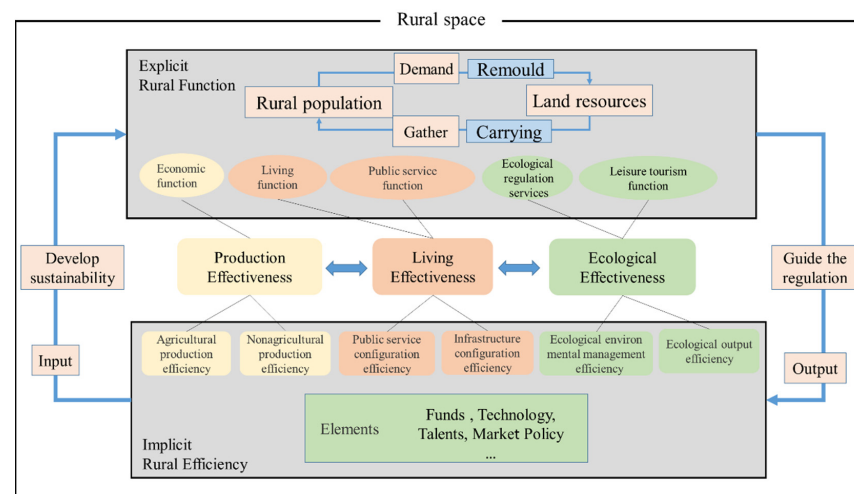 Rural space
Explicit
Rural Function
Demand
Remould
Rural population
Land resources
Gather
Carrying
Economic
function
Living
function
Public service
function
Ecological
regulation
services
Leisure tourism
function
Develop
sustainability
Production
Effectiveness
Living
Effectiveness
Ecological
Effectiveness
Guide the
regulation
Input
Agricultural
production
efficiency
Nonagricultural
production
efficiency
Public service
configuration
efficiency
Infrastructure
configuration
efficiency
Ecological environ
mental management
efficiency
Ecological output
efficiency
Output
Elements
Funds , Technology,
Talents, Market Policy
...
Implicit
Rural Efficiency